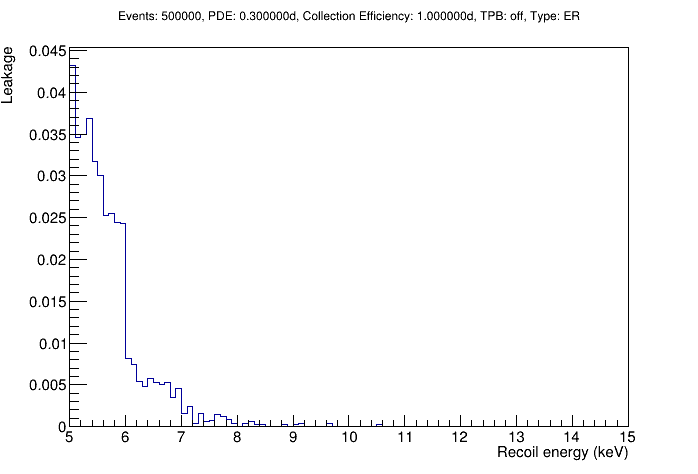 Events: 500000, PDE: 0.300000d, Collection Efficiency: 1.000000d, TPB: off, Type: ER
Leakage
0.045
0.04
0.035
0.03
0.025
0.02
0.015
0.01
0.005
0
5 6 7 8 9 10 11 12 13 14 15
Recoil energy (keV)